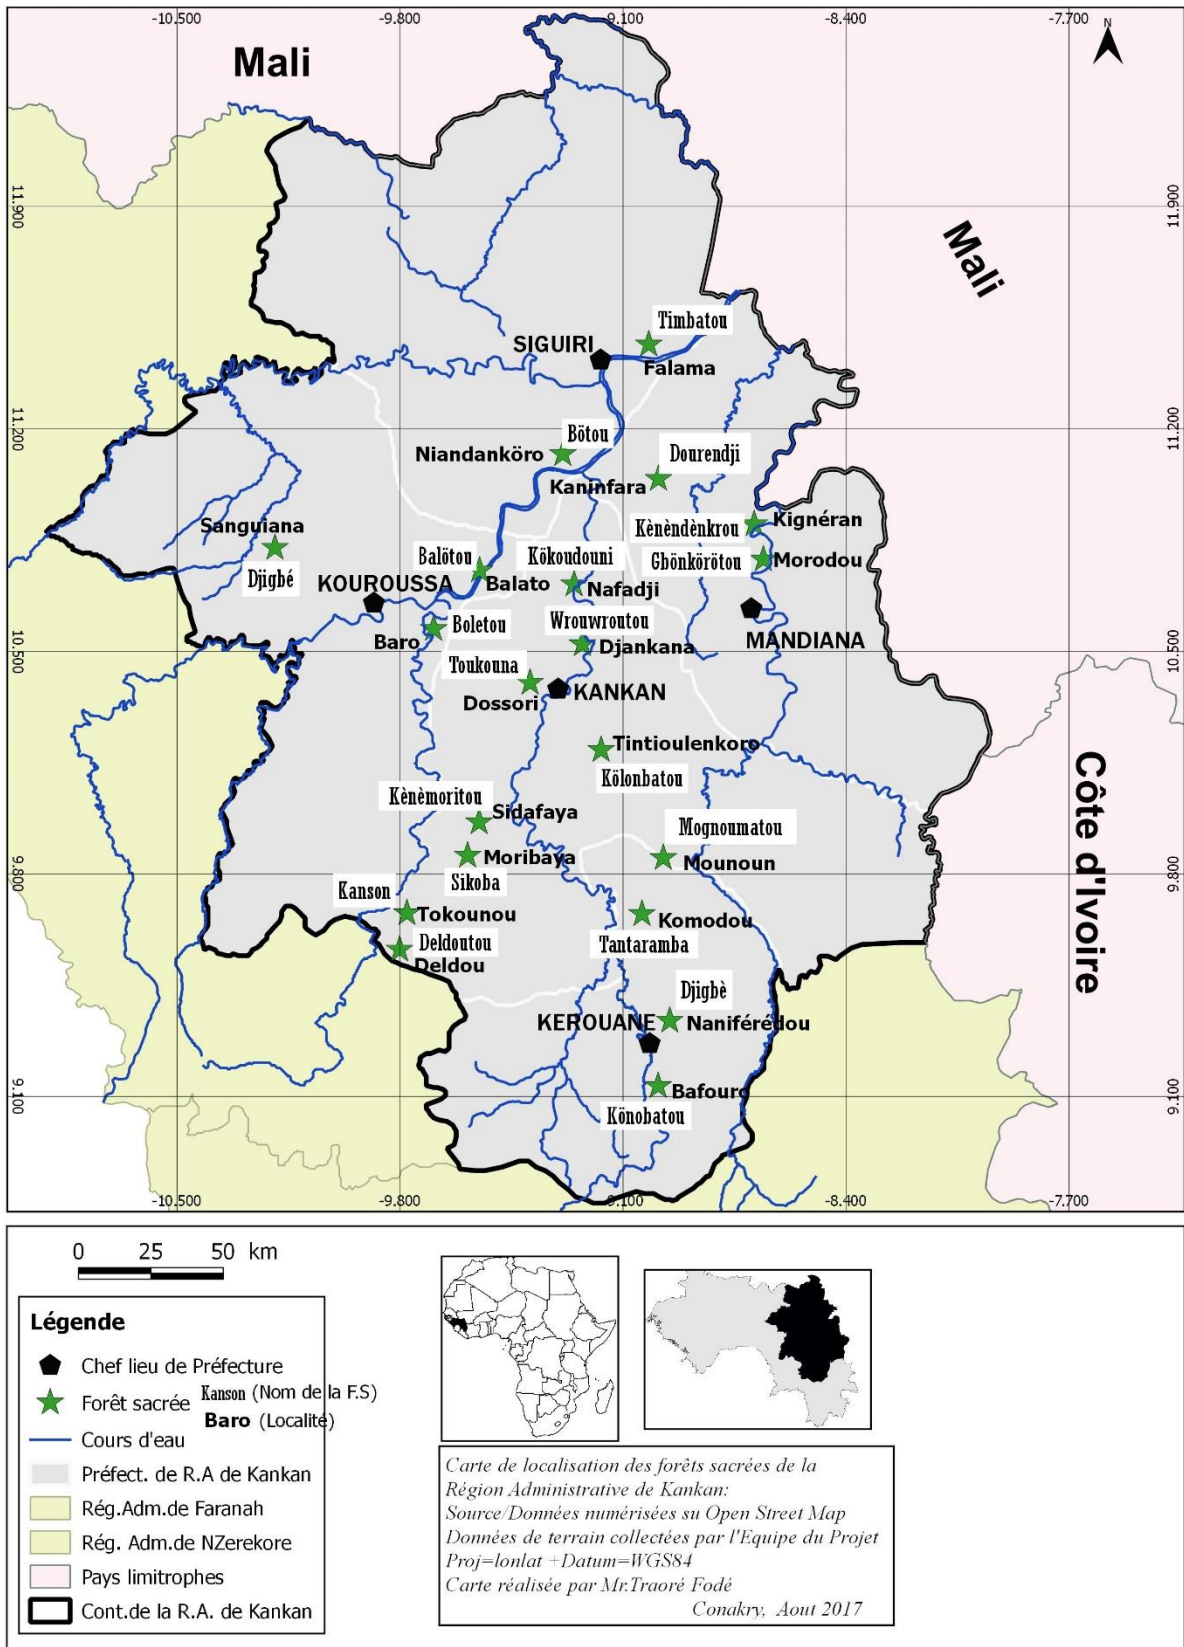 -10.500 -9.800 -9.100 -8.400 -7.700
N
Mali
11.900 11.900
Mali
Timbatou
SIGUIRI
Falama
11.200 11.200
Bötou
Niandanköro
Dourendji
Kaninfara
Kènèndènkrou Kignéran
Sanguiana
Djigbé
Balötou Kökoudouni Gbönkörötou Morodou
KOUROUSSA Balato Nafadji
Boletou Wrouwroutou
Baro Djankana MANDIANA
10.500 10.500
Toukouna
Dossori KANKAN
Tintioulenkoro
Kölonbatou
Côte d'Ivoire
Kènèmoritou
Sidafaya
Mognoumatou
Moribaya Mounoun
9.800 9.800
Sikoba
Kanson
Tokounou Komodou
Deldoutou Tantaramba
Deldou
Djigbè
KEROUANE Naniférédou
9.100 9.100
Bafouro
Könobatou
-10.500 -9.800 -9.100 -8.400 -7.700
0 25 50 km
Légende
Chef lieu de Préfecture
Forêt sacrée Kanson (Nom de la F.S)
Baro (Localité)
Cours d'eau
Préfect. de R.A de Kankan
Rég.Adm.de Faranah
Rég. Adm.de NZerekore
Pays limitrophes
Cont.de la R.A. de Kankan
Carte de localisation des forêts sacrées de la
Région Administrative de Kankan:
Source/Données numérisées su Open Street Map
Données de terrain collectées par l'Equipe du Projet
Proj=lonlat +Datum=WGS84
Carte réalisée par Mr.Traoré Fodé
Conakry, Aout 2017